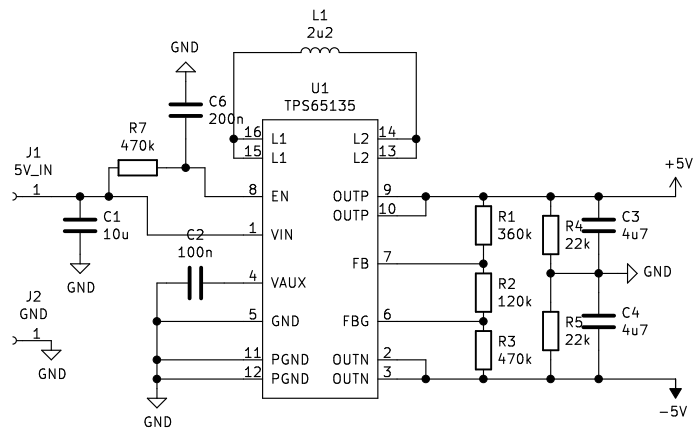 L1
2u2
GND
U1
TPS65135
C6
200n
R7
470k
16 L1 L2 14
15 L1 L2 13
J1
5V_IN
1
+5V
8 EN OUTP 9
OUTP 10
C1
10u
R1
360k
R4
22k
C3
4u7
1 VIN
C2
100n
FB 7
GND
GND
4 VAUX
R2
120k
J2
GND
1
5 GND FBG 6
R3
470k
R5
22k
C4
4u7
11 PGND OUTN 2
12 PGND OUTN 3
GND
GND
-5V